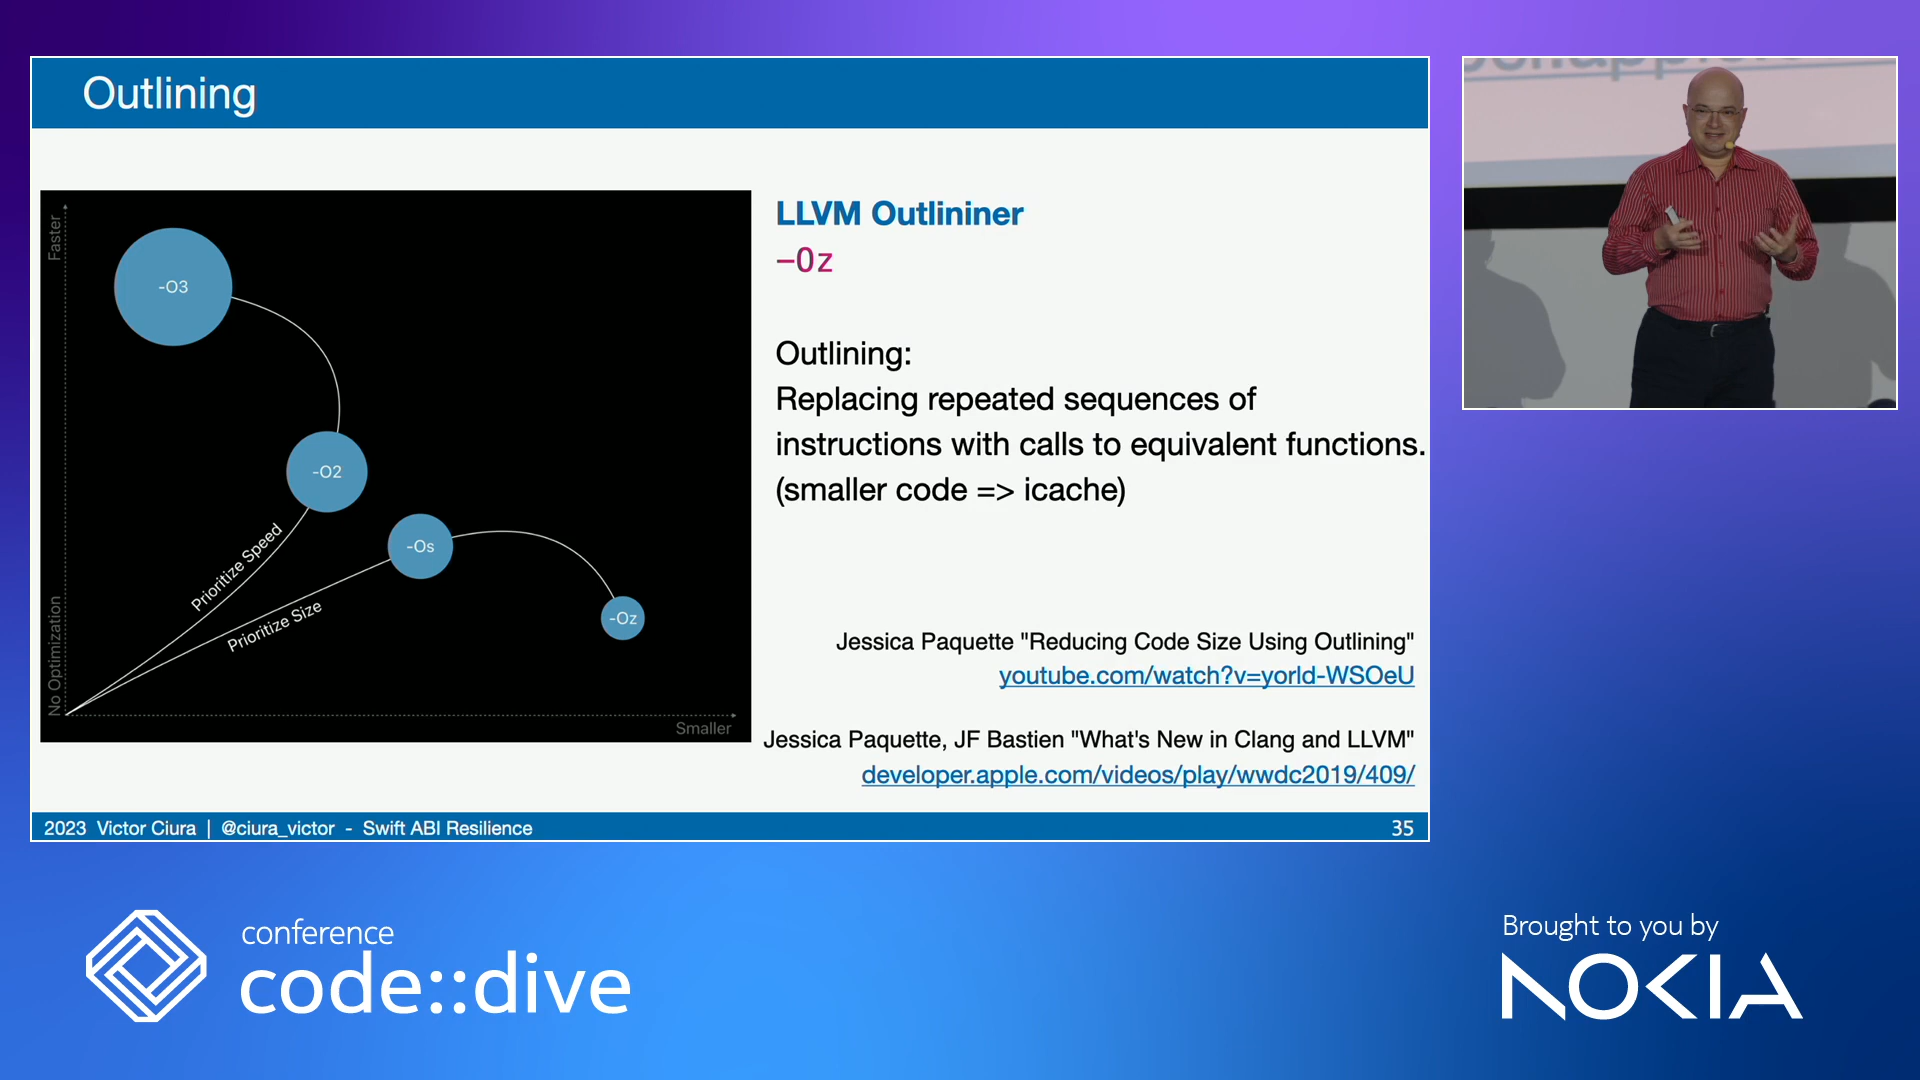 Outlining
Faster
-O3
-O2
-Os
-Oz
Prioritize Speed
Prioritize Size
No Optimization
Smaller
LLVM Outlininer
-Oz
Outlining:
Replacing repeated sequences of
instructions with calls to equivalent functions.
(smaller code => icache)
Jessica Paquette "Reducing Code Size Using Outlining"
youtube.com/watch?v=yorld-WSOeU
Jessica Paquette, JF Bastien "What's New in Clang and LLVM"
developer.apple.com/videos/play/wwdc2019/409/
2023 Victor Ciura | @ciura_victor - Swift ABI Resilience
35
conference
code::dive
Brought to you by
NOKIA